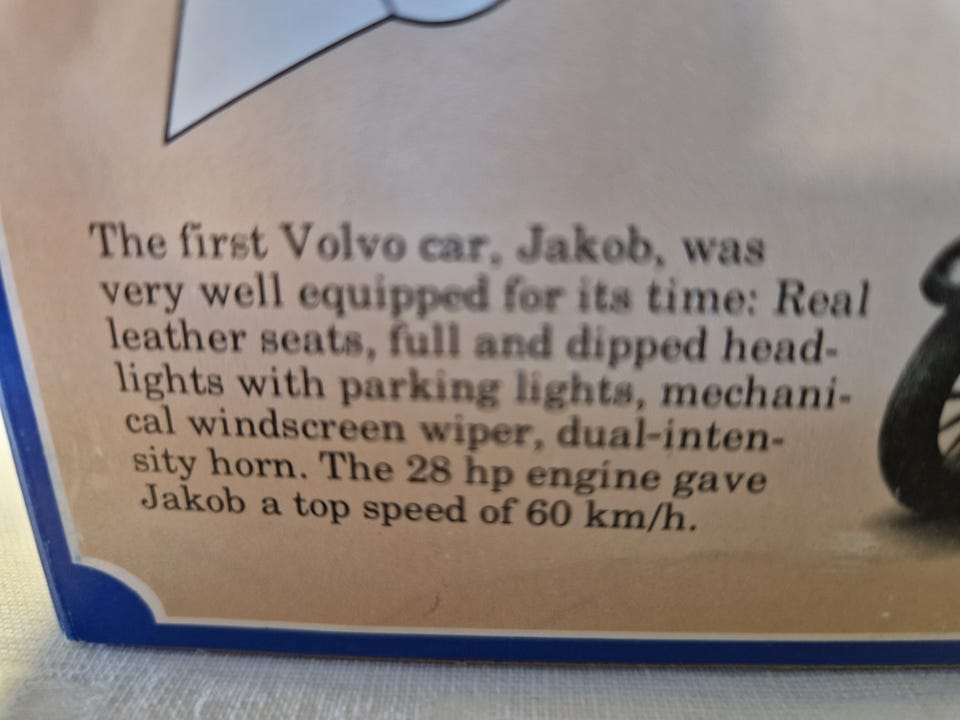 The first Volvo car, Jakob, was
very well equipped for its time: Real
leather seats, full and dipped head-
lights with parking lights, mechani-
cal windscreen wiper, dual-inten-
sity horn. The 28 hp engine gave
Jakob a top speed of 60 km/h.